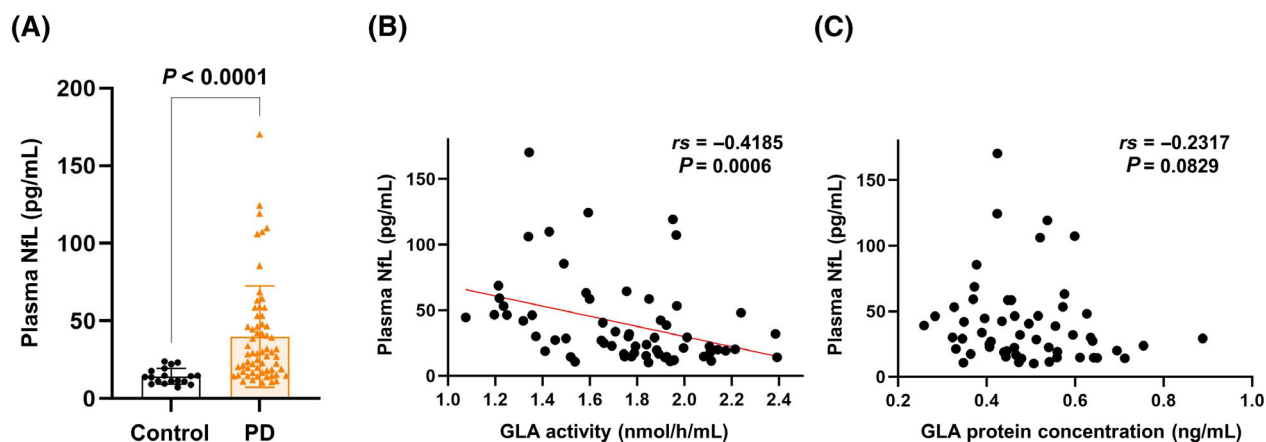 (A)
P < 0.0001
Plasma NfL (pg/mL)
200
150
100
50
0
Control PD
(B)
rs = –0.4185
P = 0.0006
Plasma NfL (pg/mL)
150
100
50
0
1.0 1.2 1.4 1.6 1.8 2.0 2.2 2.4
GLA activity (nmol/h/mL)
(C)
rs = –0.2317
P = 0.0829
Plasma NfL (pg/mL)
150
100
50
0
0.2 0.4 0.6 0.8 1.0
GLA protein concentration (ng/mL)